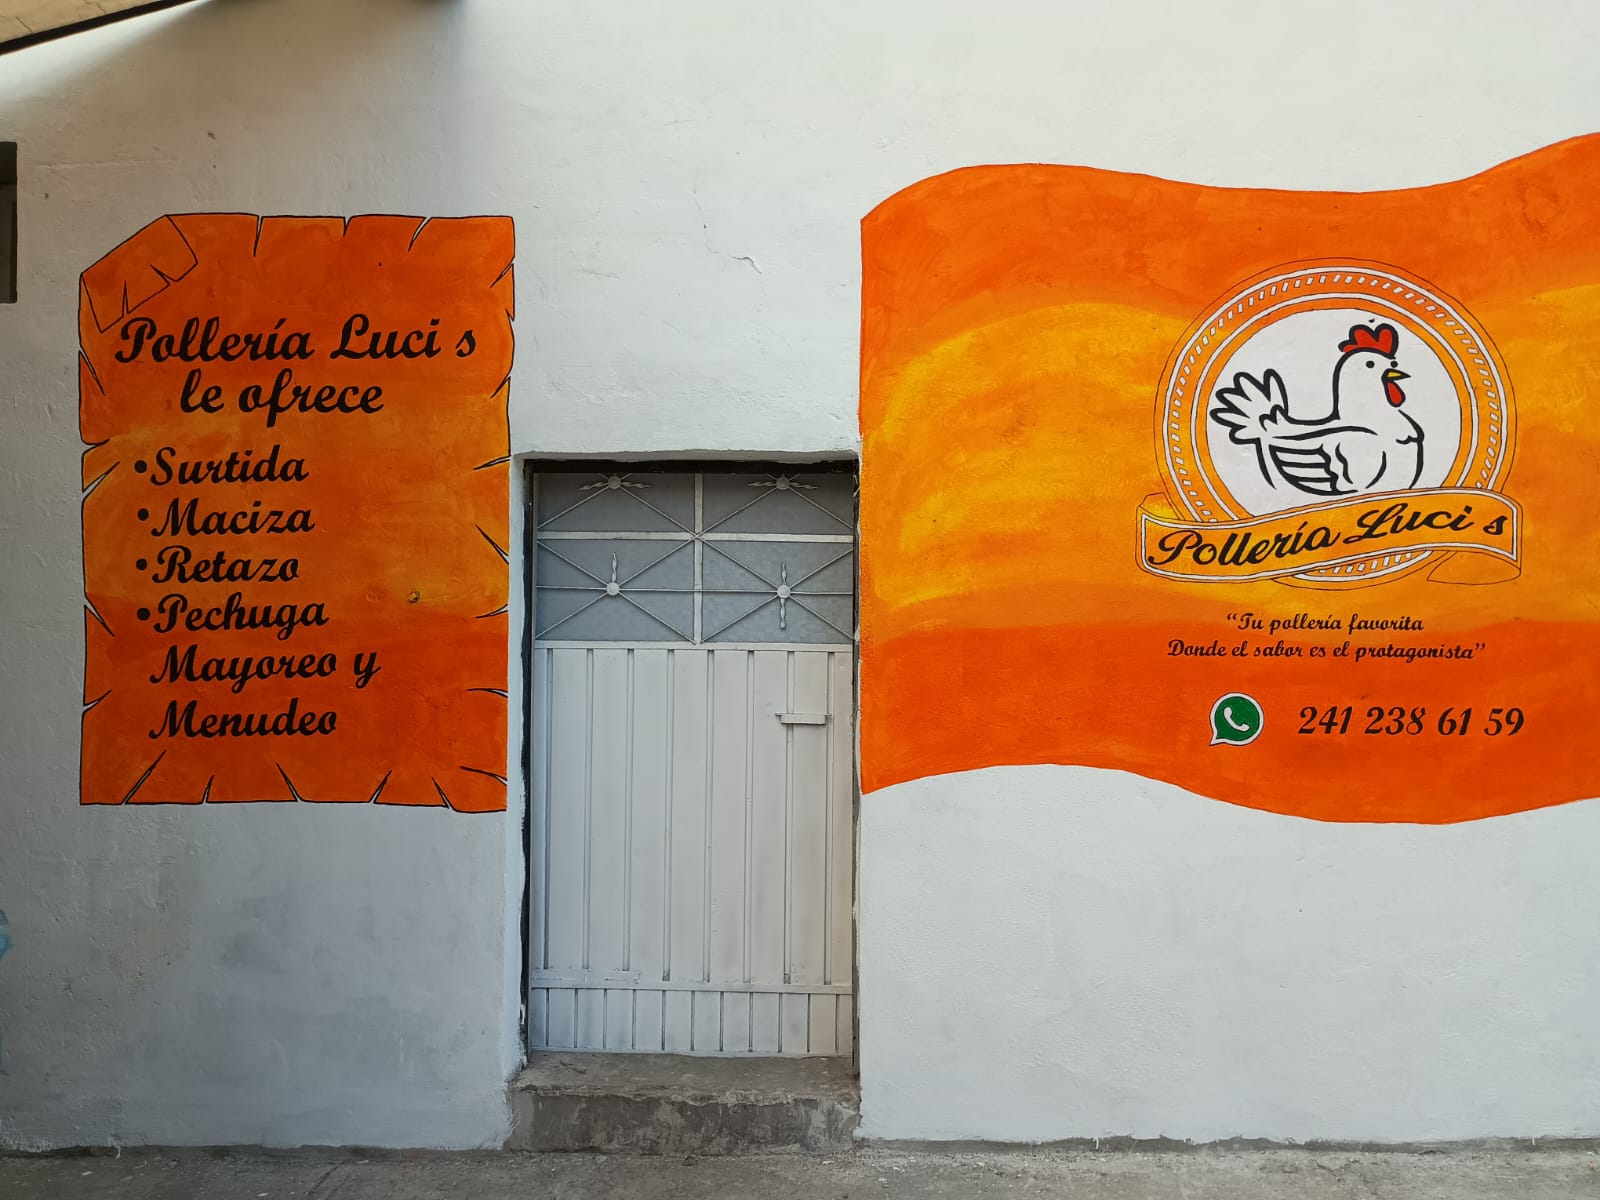 Pollería Luci s
le ofrece
•Surtida
•Maciza
•Retazo
•Pechuga
Mayoreo y
Menudeo
Pollería Luci s
“Tu pollería favorita
Donde el sabor es el protagonista”
241 238 61 59